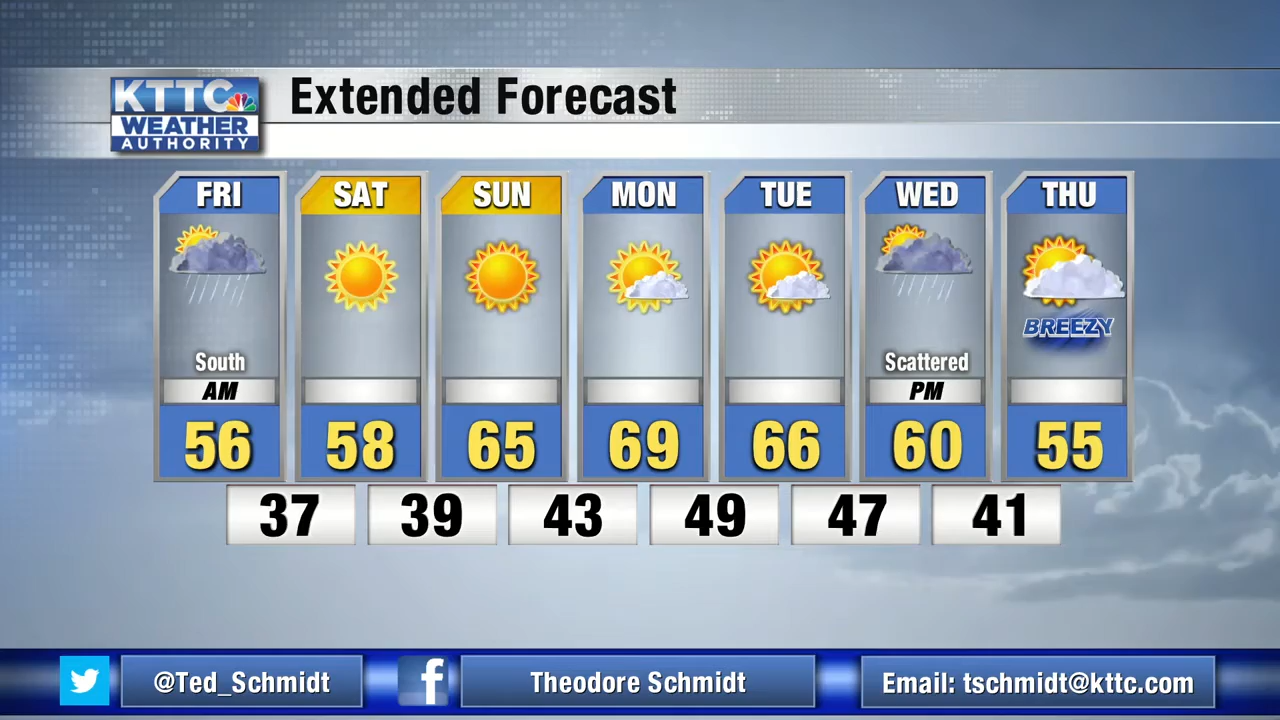 KTTC
WEATHER
AUTHORITY
Extended Forecast
FRI SAT SUN MON TUE WED THU
BREEZY
South Scattered
AM PM
56 58 65 69 66 60 55
37 39 43 49 47 41
@Ted_Schmidt
f
Theodore Schmidt
Email: tschmidt@kttc.com